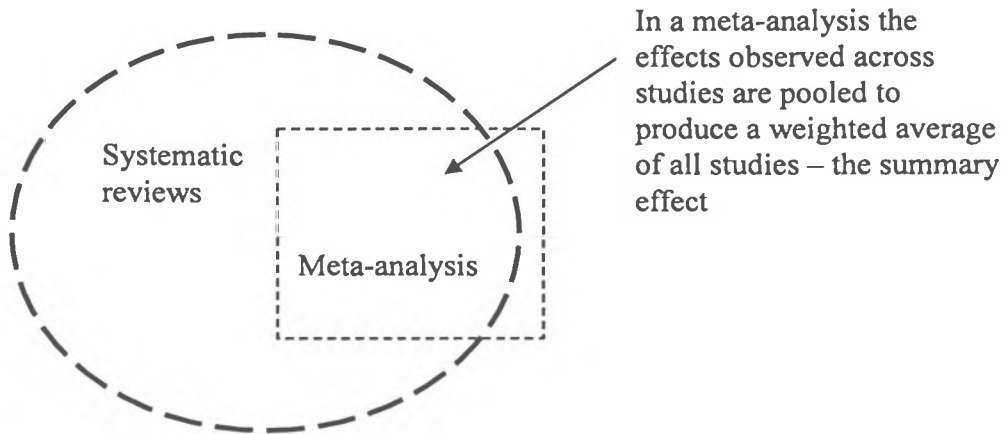 In a meta-analysis the
effects observed across
studies are pooled to
produce a weighted average
of all studies – the summary
effect
Systematic
reviews
Meta-analysis